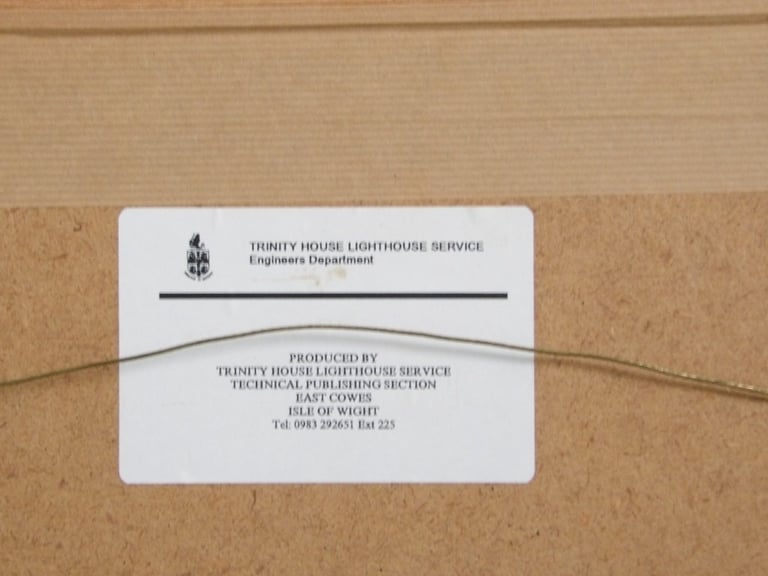 TRINITY HOUSE LIGHTHOUSE SERVICE
Engineers Department
PRODUCED BY
TRINITY HOUSE LIGHTHOUSE SERVICE
TECHNICAL PUBLISHING SECTION
EAST COWES
ISLE OF WIGHT
Tel: 0983 292651 Ext 225